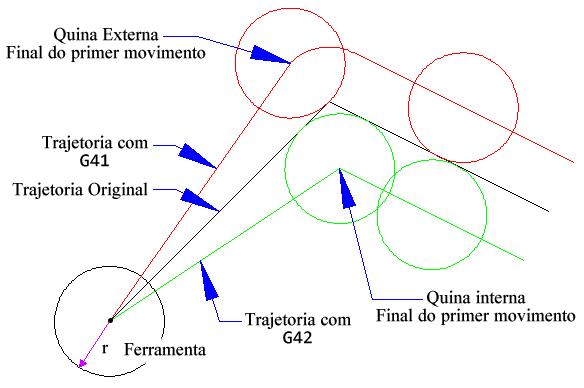 Quina Externa
Final do primer movimento
Trajetoria com
G41
Trajetoria Original
Quina interna
Final do primer movimento
Trajetoria com
G42
r
Ferramenta